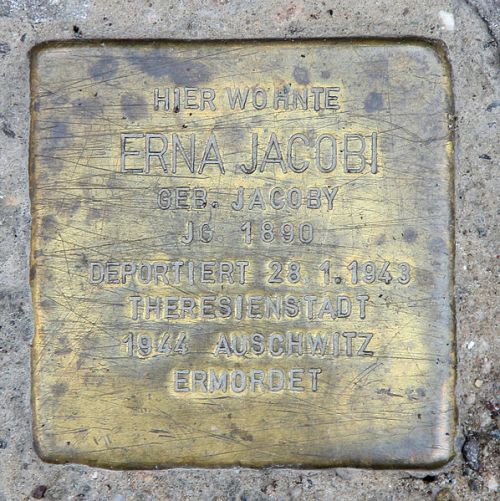 HIER WOHNTE
ERNA JACOBI
GEB. JACOBY
JG. 1890
DEPORTIERT 28.1.1943
THERESIENSTADT
1944 AUSCHWITZ
ERMORDET